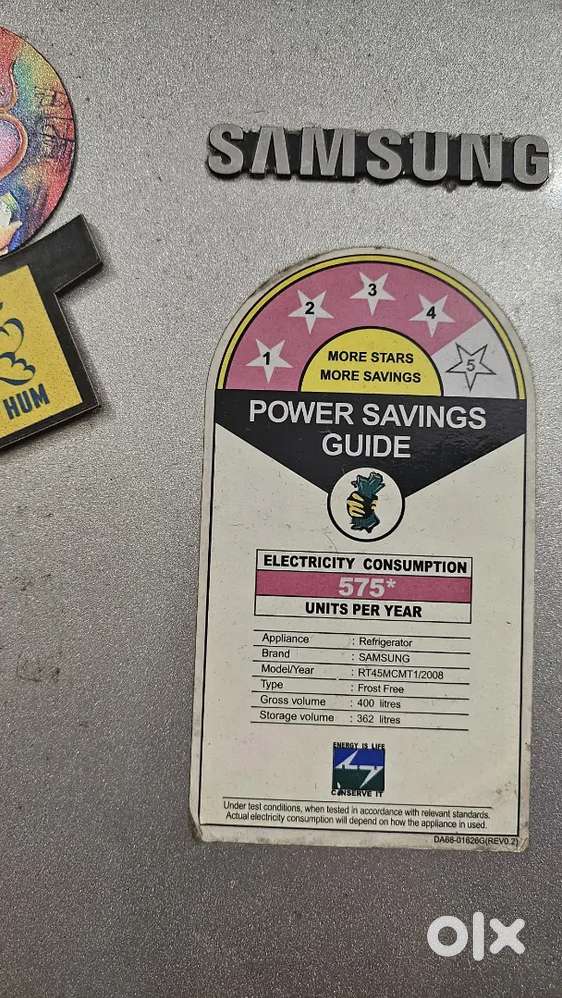 SAMSUNG
HUM
1 2 3 4 5
MORE STARS
MORE SAVINGS
POWER SAVINGS
GUIDE
ELECTRICITY CONSUMPTION
575*
UNITS PER YEAR
Appliance : Refrigerator
Brand : SAMSUNG
Model/Year : RT45MCMT1/2008
Type : Frost Free
Gross volume : 400 litres
Storage volume : 362 litres
ENERGY IS LIFE
CONSERVE IT
Under test conditions, when tested in accordance with relevant standards.
Actual electricity consumption will depend on how the appliance in used.
DA68-01626G(REV0.2)
olx